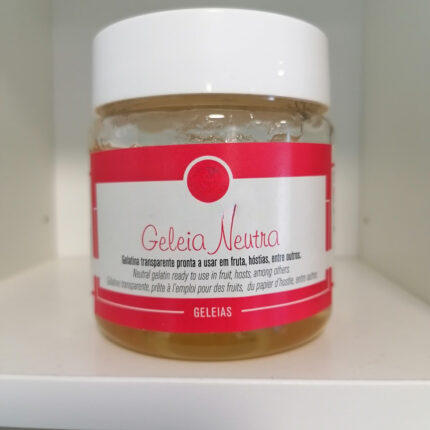 Geleia Neutra
Gelatina transparente pronta a usar em fruta, hóstias, entre outros.
Neutral gelatin ready to use in fruit, hosts, among others.
Gélatine transparente, prête à l'emploi pour des fruits, du papier d'hostie, entre autres.
GELEIAS